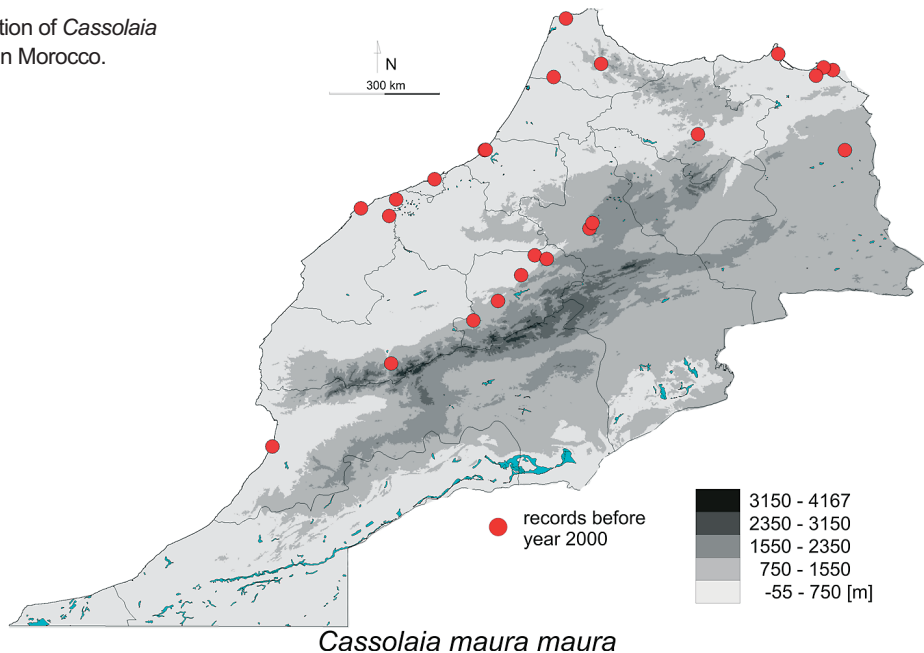 tion of Cassolaia
n Morocco.
N
300 km
records before
year 2000
3150 - 4167
2350 - 3150
1550 - 2350
750 - 1550
-55 - 750 [m]
Cassolaia maura maura